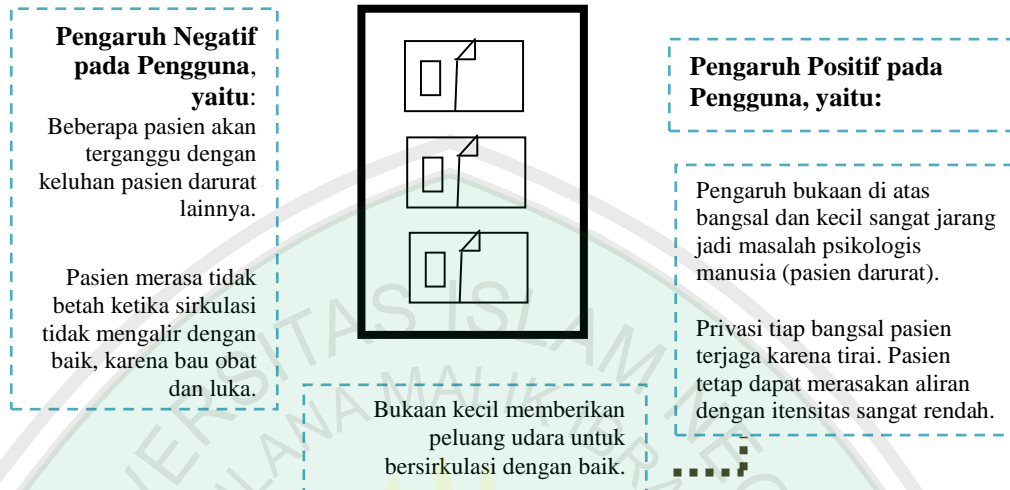 Pengaruh Negatif
pada Pengguna,
yaitu:
Beberapa pasien akan
terganggu dengan
keluhan pasien darurat
lainnya.
Pasien merasa tidak
betah ketika sirkulasi
tidak mengalir dengan
baik, karena bau obat
dan luka.
Pengaruh Positif pada
Pengguna, yaitu:
Pengaruh bukaan di atas
bangsal dan kecil sangat jarang
jadi masalah psikologis
manusia (pasien darurat).
Privasi tiap bangsal pasien
terjaga karena tirai. Pasien
tetap dapat merasakan aliran
dengan itensitas sangat rendah.
Bukaan kecil memberikan
peluang udara untuk
bersirkulasi dengan baik.